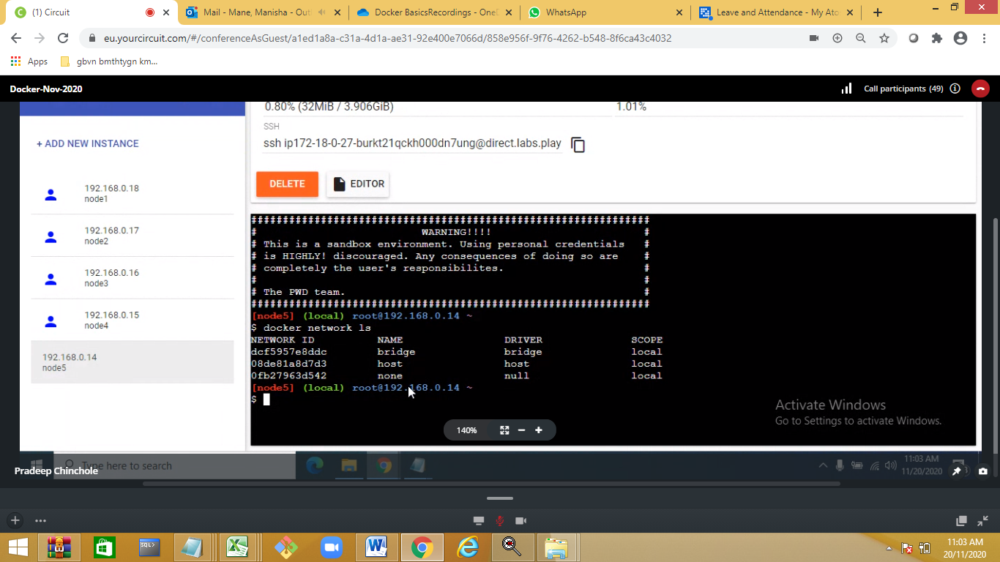 (1) Circuit
Mail - Mane, Manisha - Out
Docker BasicsRecordings - OneD
WhatsApp
Leave and Attendance - My Ato
eu.yourcircuit.com/#/conferenceAsGuest/a1ed1a8a-c31a-4d1a-ae31-92e400e7066d/858e956f-9f76-4262-b548-8f6ca43c4032
Apps
gbvn bmthtygn km...
Docker-Nov-2020
Call participants (49)
0.80% (32MiB / 3.906GiB)
1.01%
SSH
ssh ip172-18-0-27-burkt21qckh000dn7ung@direct.labs.play
+ ADD NEW INSTANCE
DELETE
EDITOR
192.168.0.18
node1
192.168.0.17
node2
192.168.0.16
node3
192.168.0.15
node4
192.168.0.14
node5
###############################################################
# WARNING!!!! #
# This is a sandbox environment. Using personal credentials #
# is HIGHLY! discouraged. Any consequences of doing so are #
# completely the user's responsibilites. #
# #
# The PWD team. #
###############################################################
[node5] (local) root@192.168.0.14 ~
$ docker network ls
NETWORK ID NAME DRIVER SCOPE
dcf5957e8ddc bridge bridge local
08de81a8d7d3 host host local
0fb27963d542 none null local
[node5] (local) root@192.168.0.14 ~
$
Activate Windows
Go to Settings to activate Windows.
140%
Type here to search
Pradeep Chinchole
11:03 AM
11/20/2020
SQL>
11:03 AM
20/11/2020